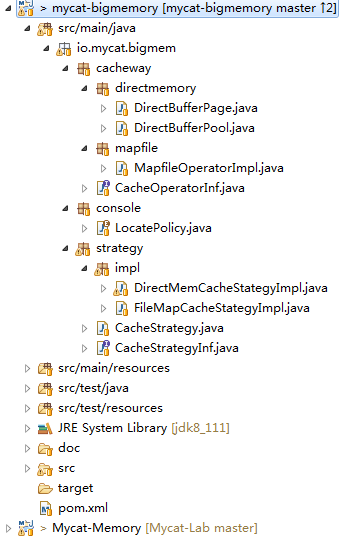 > mycat-bigmemory [mycat-bigmemory master ↑2]
src/main/java
io.mycat.bigmem
cacheway
directmemory
DirectBufferPage.java
DirectBufferPool.java
mapfile
MapfileOperatorImpl.java
CacheOperatorInf.java
console
LocatePolicy.java
strategy
impl
DirectMemCacheStategyImpl.java
FileMapCacheStategyImpl.java
CacheStrategy.java
CacheStrategyInf.java
src/main/resources
src/test/java
src/test/resources
JRE System Library [jdk8_111]
doc
src
target
pom.xml
> Mycat-Memory [Mycat-Lab master]